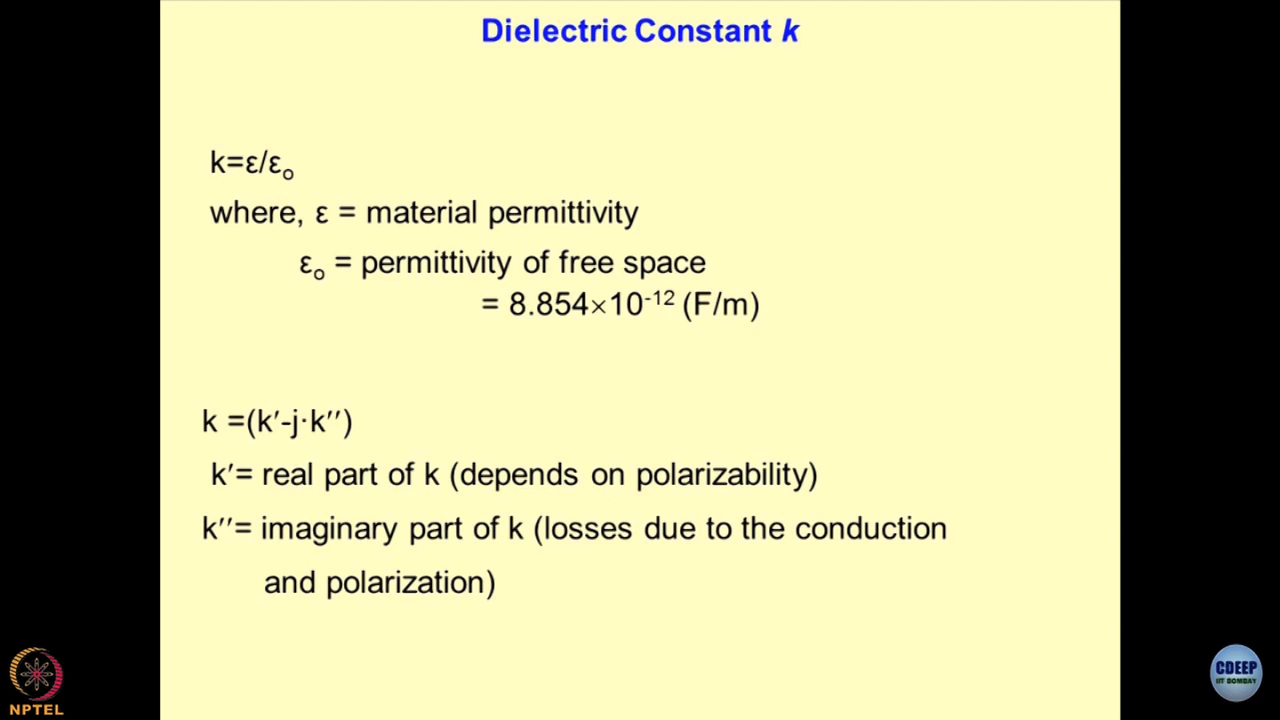 Dielectric Constant k
k=ε/εₒ
where, ε = material permittivity
εₒ = permittivity of free space
= 8.854×10⁻¹² (F/m)
k =(k′-j·k′′)
k′= real part of k (depends on polarizability)
k′′= imaginary part of k (losses due to the conduction
and polarization)
NPTEL
CDEEP
IIT BOMBAY